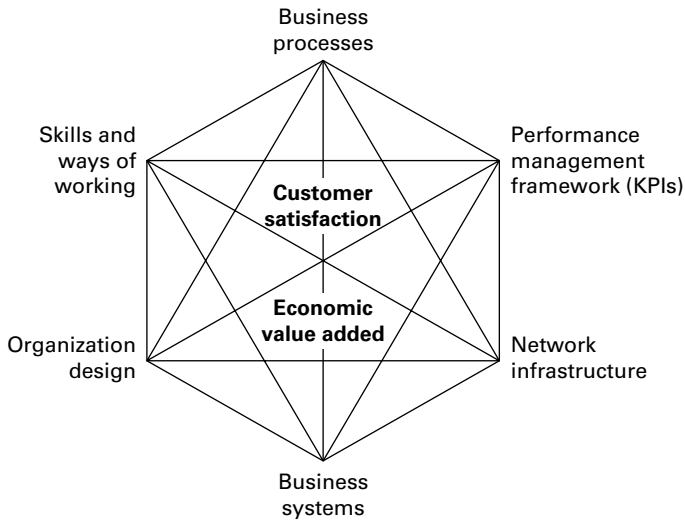 Business
processes
Skills and
ways of
working
Performance
management
framework (KPIs)
Customer
satisfaction
Economic
value added
Organization
design
Network
infrastructure
Business
systems